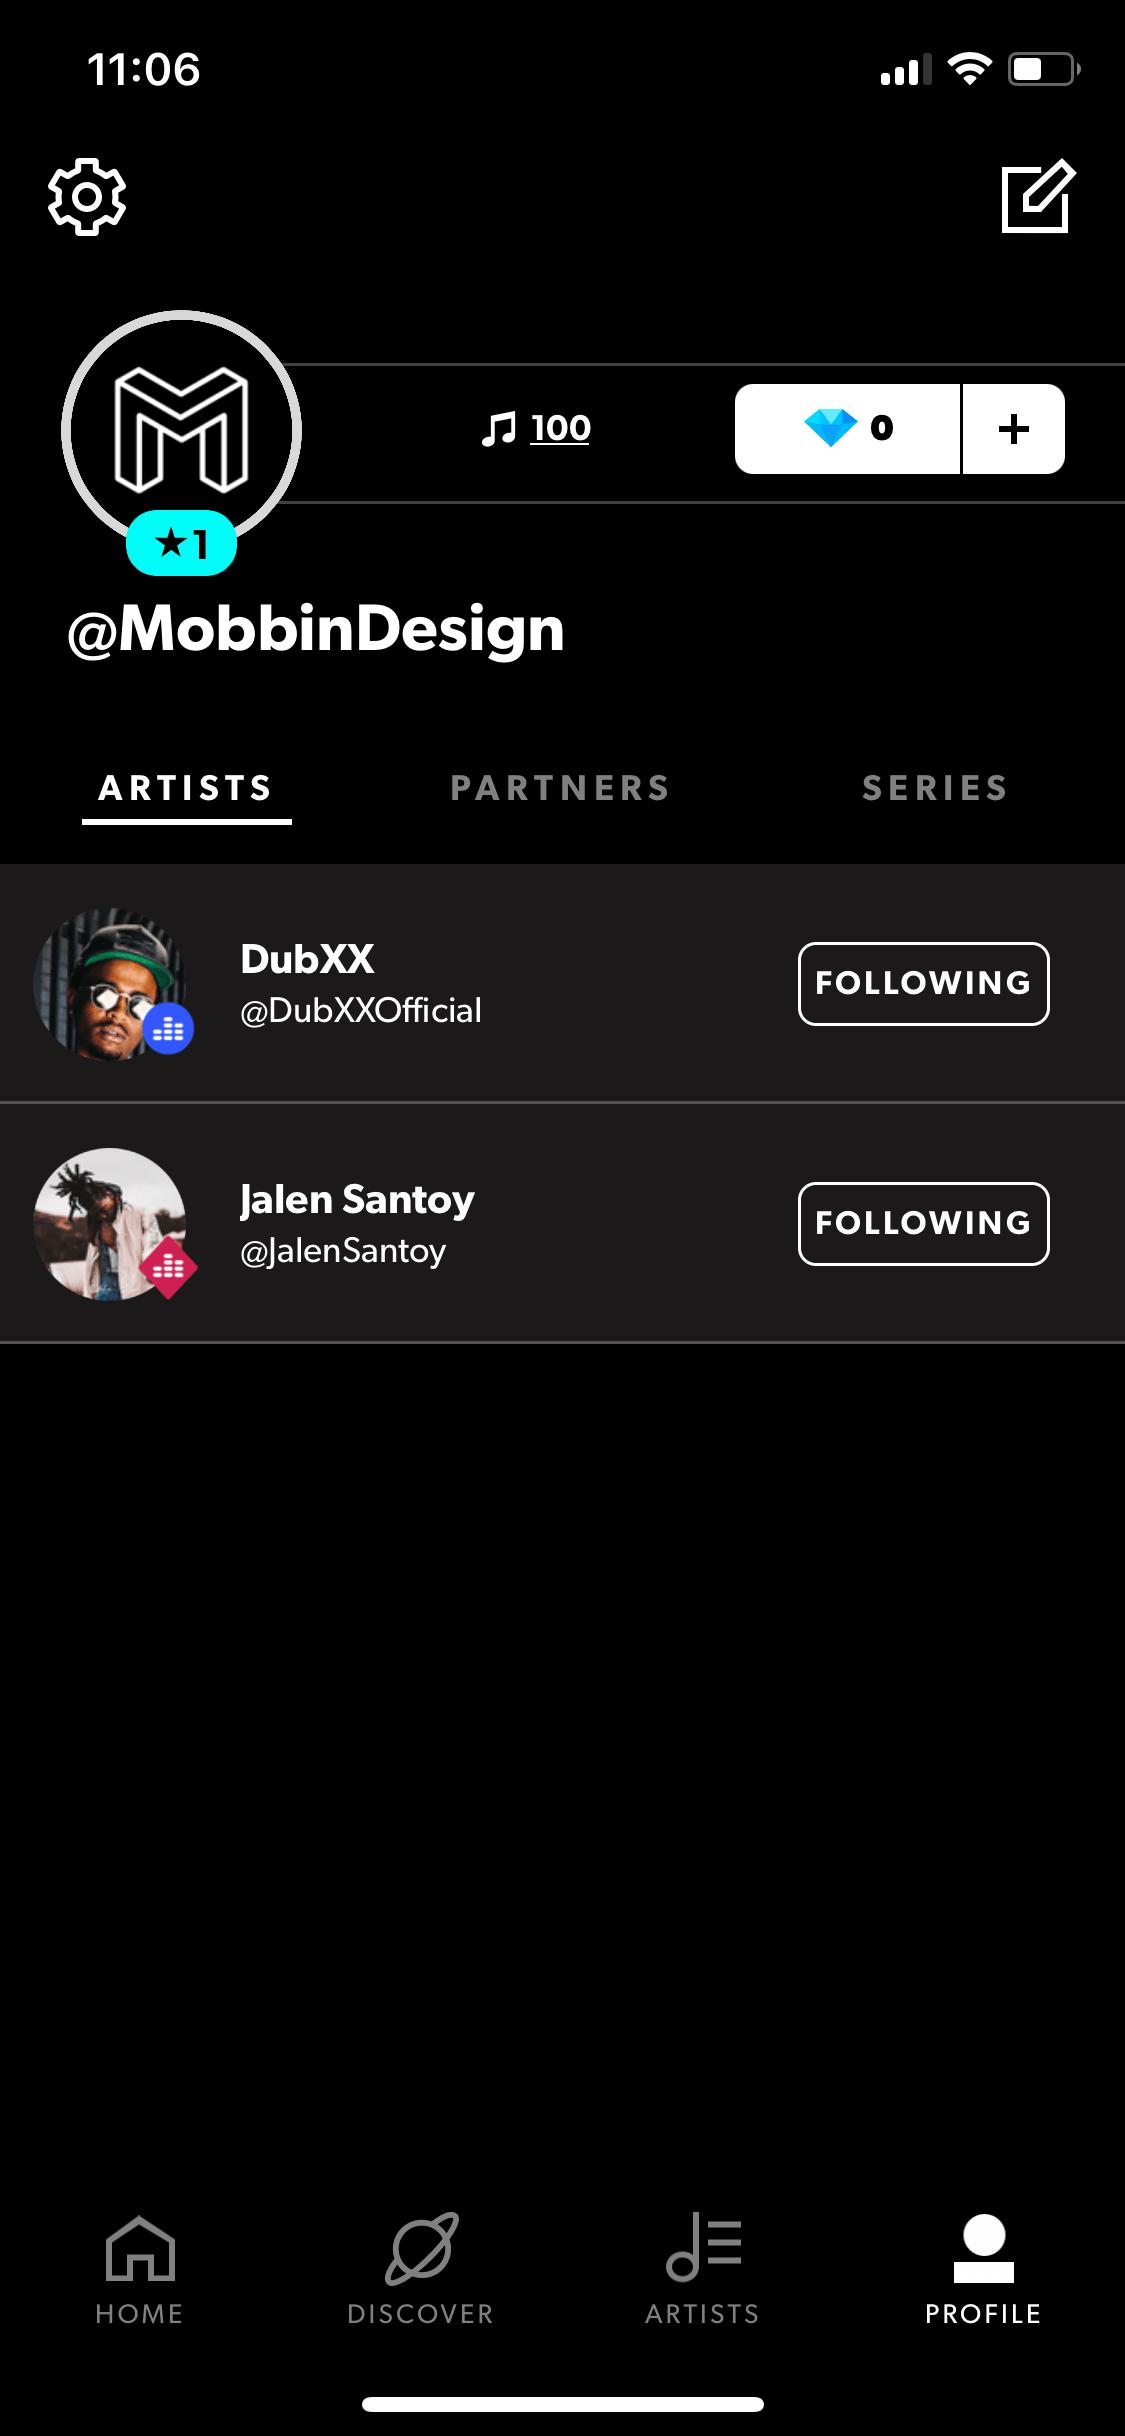 11:06
100
0
+
★1
@MobbinDesign
ARTISTS
PARTNERS
SERIES
DubXX
@DubXXOfficial
FOLLOWING
Jalen Santoy
@JalenSantoy
FOLLOWING
HOME
DISCOVER
ARTISTS
PROFILE